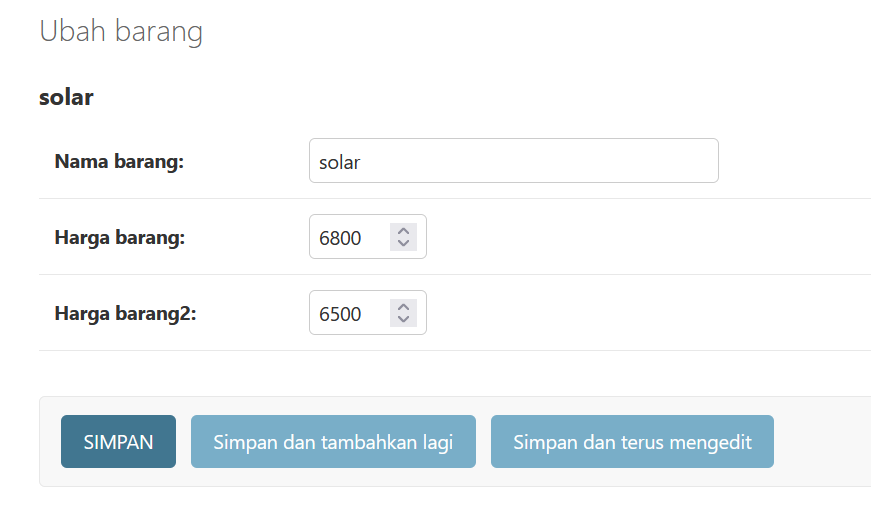 Ubah barang
solar
Nama barang: solar
Harga barang: 6800
Harga barang2: 6500
SIMPAN Simpan dan tambahkan lagi Simpan dan terus mengedit